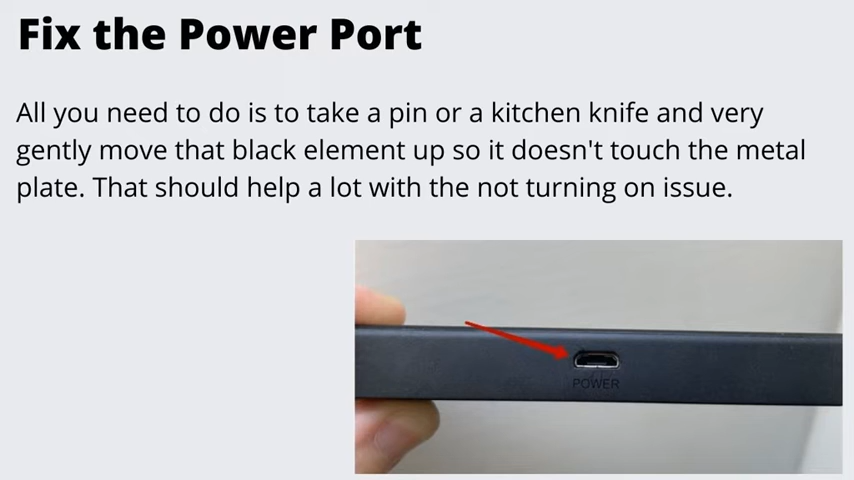 Fix the Power Port
All you need to do is to take a pin or a kitchen knife and very
gently move that black element up so it doesn't touch the metal
plate. That should help a lot with the not turning on issue.
POWER